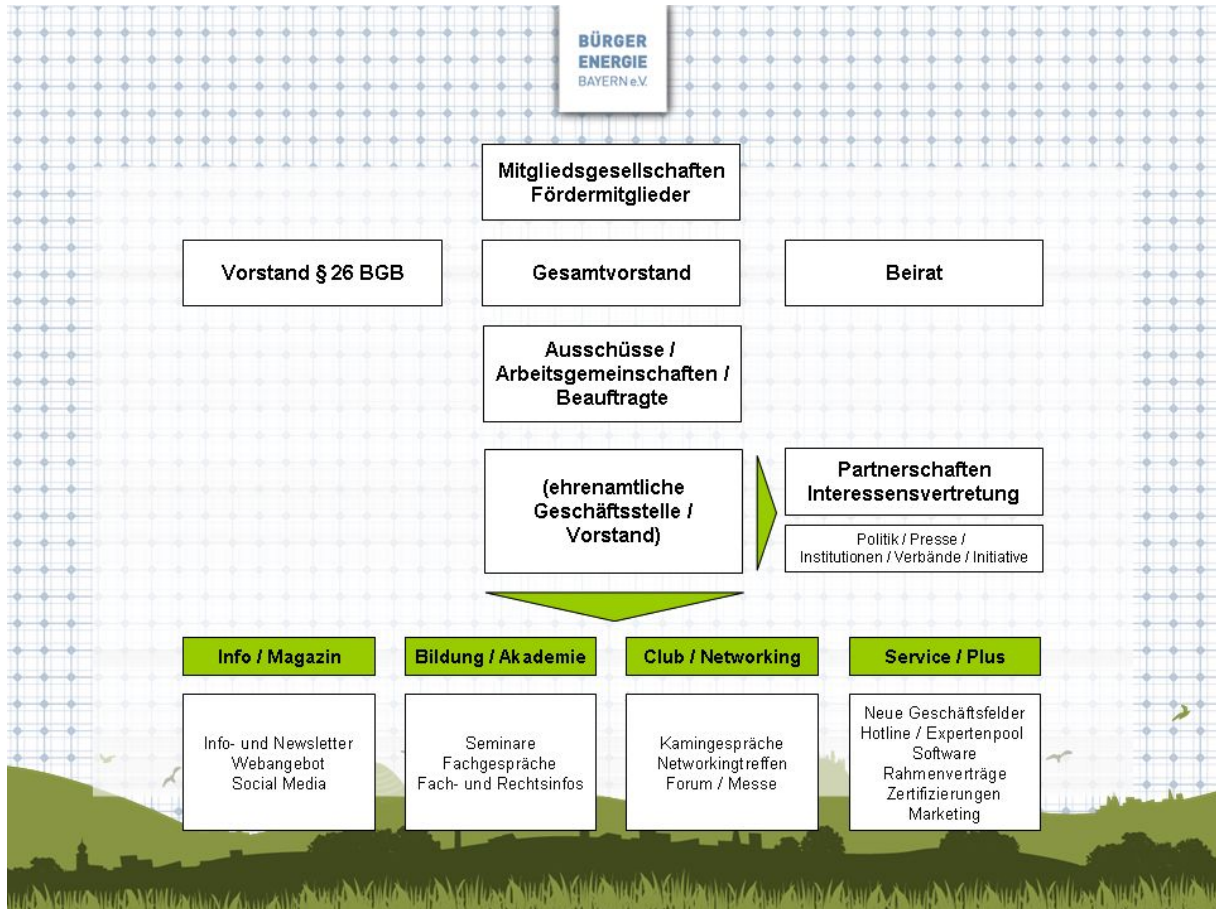 BÜRGER
ENERGIE
BAYERN e.V.
Mitgliedsgesellschaften
Fördermitglieder
Vorstand § 26 BGB
Gesamtvorstand
Beirat
Ausschüsse /
Arbeitsgemeinschaften /
Beauftragte
(ehrenamtliche
Geschäftsstelle /
Vorstand)
Partnerschaften
Interessensvertretung
Politik / Presse /
Institutionen / Verbände / Initiative
Info / Magazin
Bildung / Akademie
Club / Networking
Service / Plus
Info- und Newsletter
Webangebot
Social Media
Seminare
Fachgespräche
Fach- und Rechtsinfos
Kamingespräche
Networkingtreffen
Forum / Messe
Neue Geschäftsfelder
Hotline / Expertenpool
Software
Rahmenverträge
Zertifizierungen
Marketing